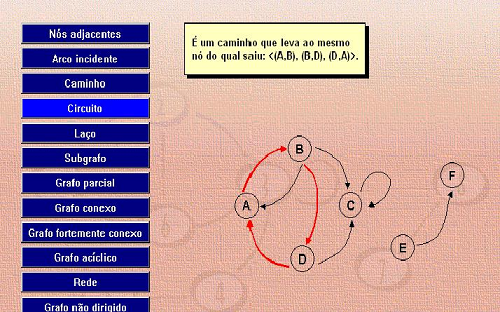 Nós adjacentes
Arco incidente
Caminho
Circuito
Laço
Subgrafo
Grafo parcial
Grafo conexo
Grafo fortemente conexo
Grafo acíclico
Rede
Grafo não dirigido
É um caminho que leva ao mesmo
nó do qual saiu: <(A,B), (B,D), (D,A)>.
B
F
A
C
E
D